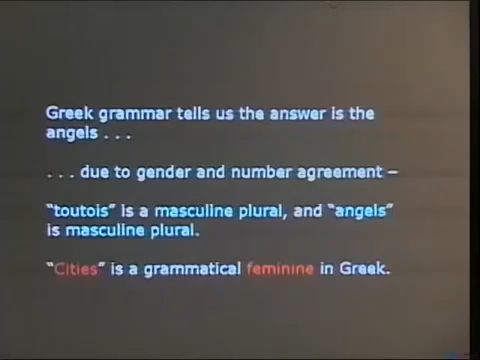 Greek grammar tells us the answer is the
angels . . .
. . . due to gender and number agreement –
“toutois” is a masculine plural, and “angels”
is masculine plural.
“Cities” is a grammatical feminine in Greek.